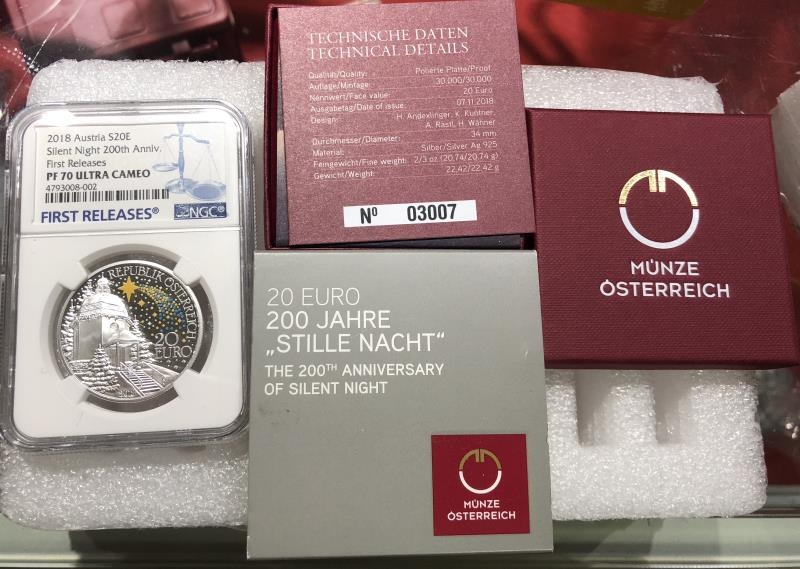 2018 Austria S20E
Silent Night 200th Anniv.
First Releases
PF 70 ULTRA CAMEO
4793008-002
FIRST RELEASES®
NGC®
REPUBLIK ÖSTERREICH
20
EURO
TECHNISCHE DATEN
TECHNICAL DETAILS
Qualität/Quality: Polierte Platte/Proof
Auflage/Mintage: 30.000/30.000
Nennwert/Face value: 20 Euro
Ausgabetag/Date of issue: 07.11.2018
Design: H. Andexlinger, K. Kuttner,
A. Rastl, H. Wähner
Durchmesser/Diameter: 34 mm
Material: Silber/Silver Ag 925
Feingewicht/Fine weight: 2/3 oz (20,74/20.74 g)
Gewicht/Weight: 22,42/22.42 g
Nº 03007
MÜNZE
ÖSTERREICH
20 EURO
200 JAHRE
„STILLE NACHT“
THE 200TH ANNIVERSARY
OF SILENT NIGHT
MÜNZE
ÖSTERREICH